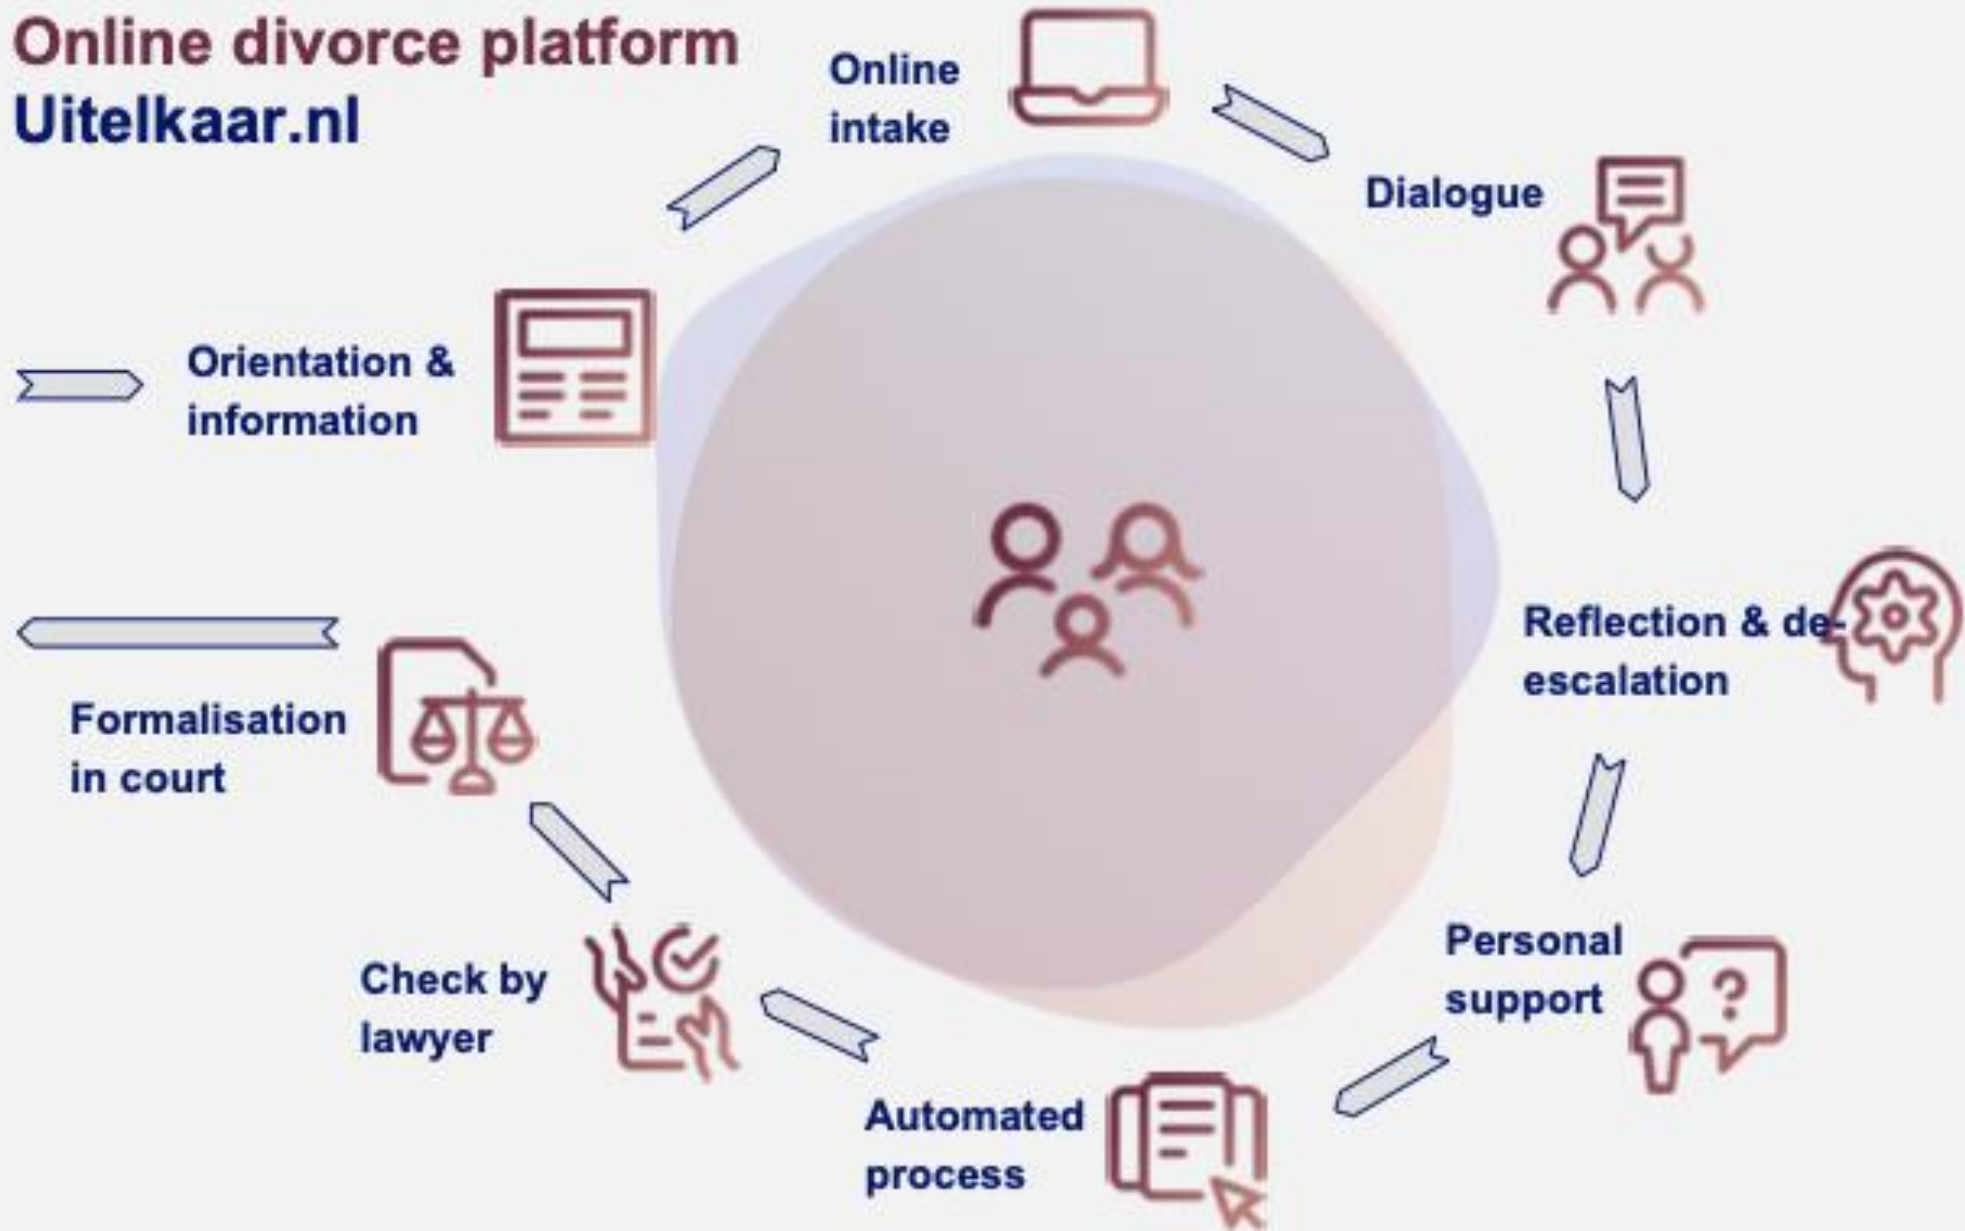 Online divorce platform
Uitelkaar.nl
Online
intake
Dialogue
Orientation &
information
Reflection & de-
escalation
Personal
support
Automated
process
Check by
lawyer
Formalisation
in court
?